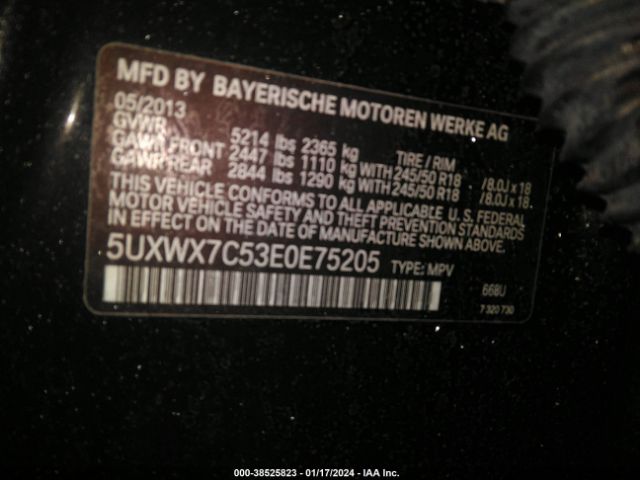 MFD BY BAYERISCHE MOTOREN WERKE AG
05/2013
GVWR 5214 lbs 2365 kg TIRE / RIM
GAWR FRONT 2447 lbs 1110 kg WITH 245/50 R18 /8.0J x 18
GAWR REAR 2844 lbs 1290 kg WITH 245/50 R18 /8.0J x 18.
THIS VEHICLE CONFORMS TO ALL APPLICABLE U. S. FEDERAL
MOTOR VEHICLE SAFETY AND THEFT PREVENTION STANDARDS
IN EFFECT ON THE DATE OF MANUFACTURE SHOWN ABOVE.
5UXWX7C53E0E75205 TYPE: MPV
668U
7 320 730
000-38525823 - 01/17/2024 - IAA Inc.